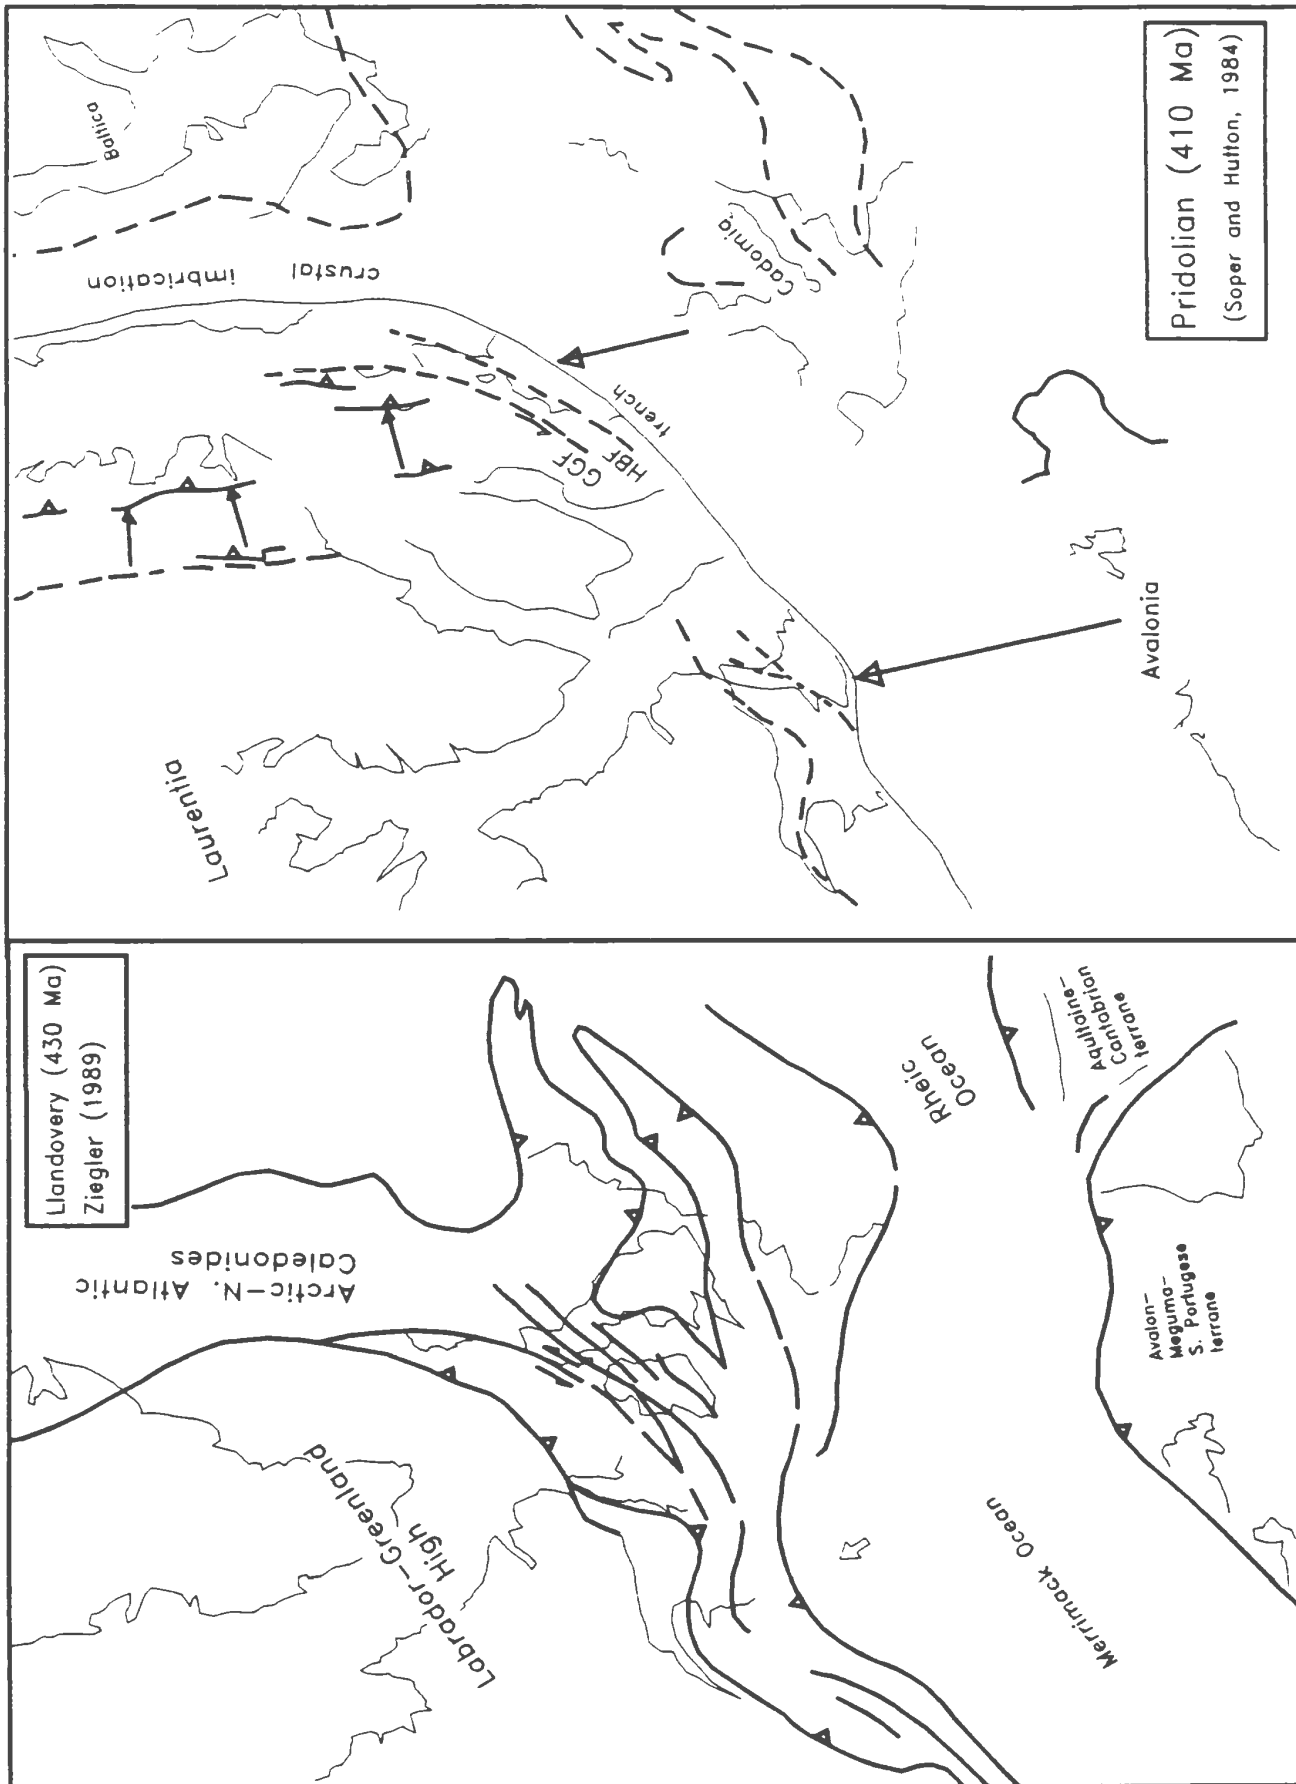 Llandovery (430 Ma)
Ziegler (1989)
Arctic-N. Atlantic
Caledonides
Labrador-Greenland
High
Rheic
Ocean
Aquitaine-
Cantabrian
terrane
Avalon-
Meguma-
S. Portugese
terrane
Merrimack Ocean
Pridolian (410 Ma)
(Soper and Hutton, 1984)
Baltica
crustal imbrication
Cadomia
trench
HBF
GGF
Laurentia
Avalonia